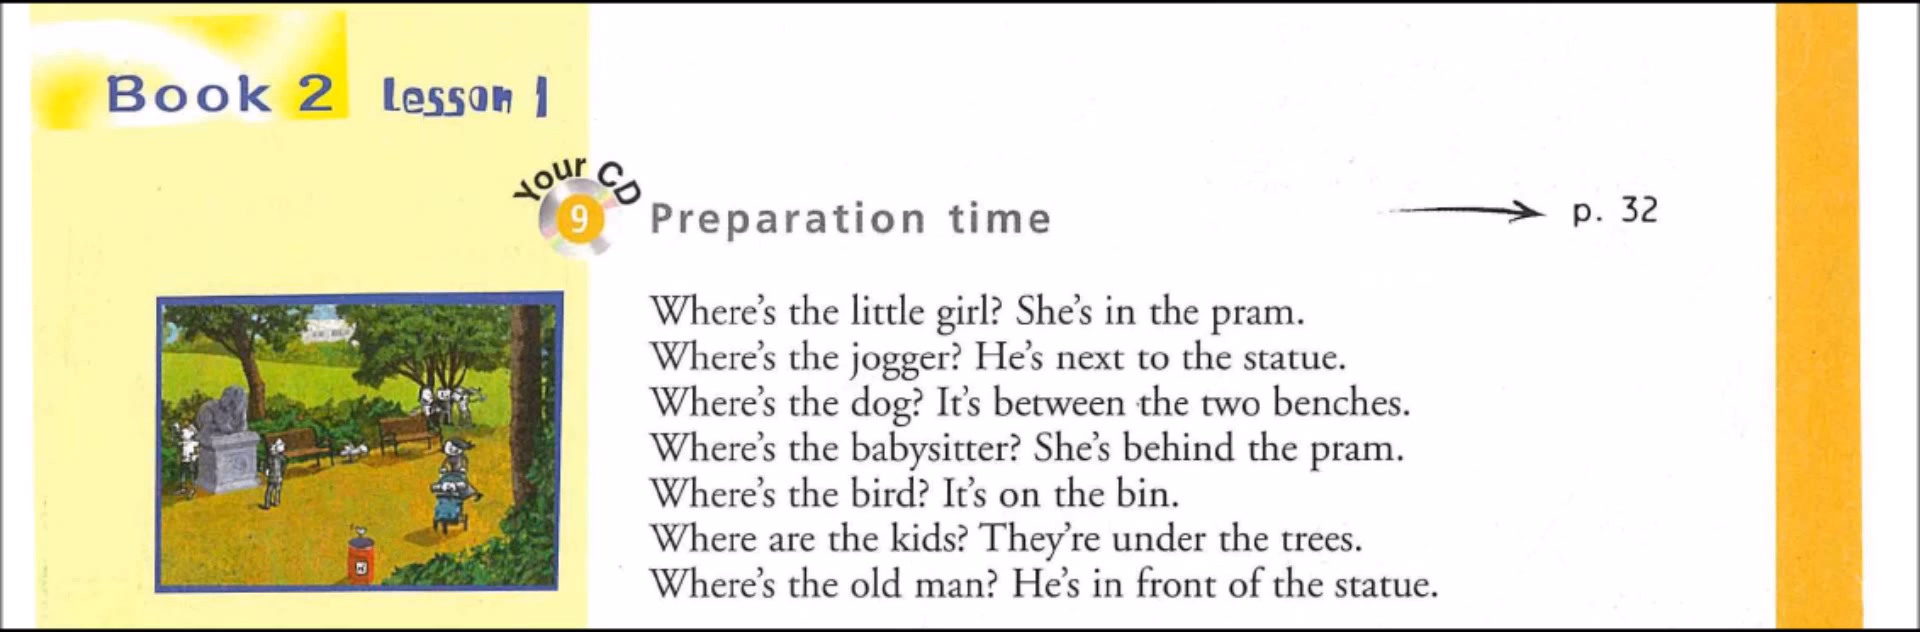 Book 2 Lesson 1
Your CD
9 Preparation time
p. 32
Where's the little girl? She's in the pram.
Where's the jogger? He's next to the statue.
Where's the dog? It's between the two benches.
Where's the babysitter? She's behind the pram.
Where's the bird? It's on the bin.
Where are the kids? They're under the trees.
Where's the old man? He's in front of the statue.